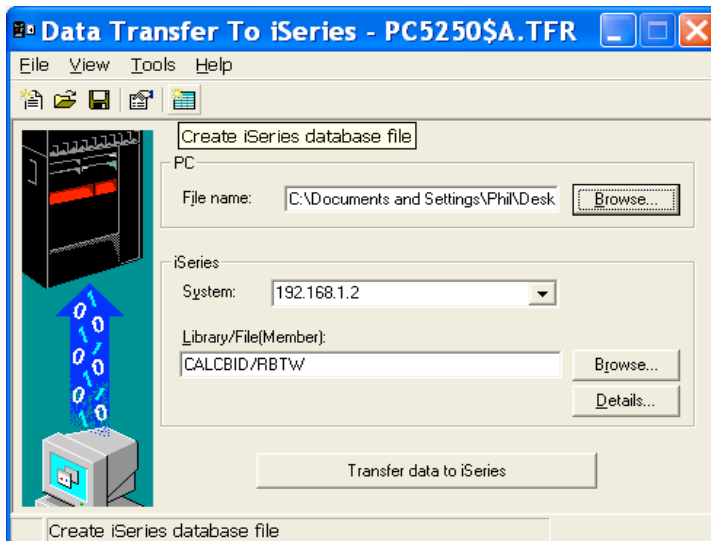 Data Transfer To iSeries - PC5250$A.TFR
File View Tools Help
Create iSeries database file
PC
File name: C:\Documents and Settings\Phil\Desk Browse...
iSeries
System: 192.168.1.2
Library/File(Member):
CALCBID/RBTW Browse...
Details...
Transfer data to iSeries
Create iSeries database file